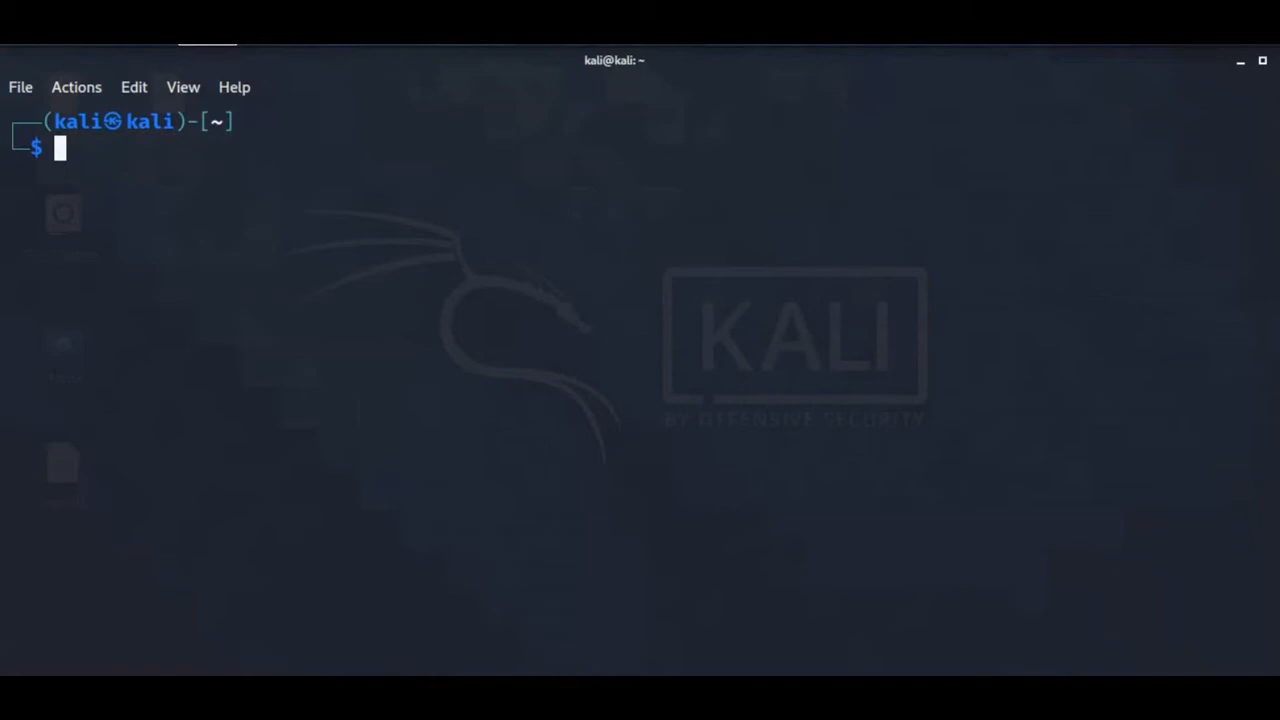 kali@kali: ~
File Actions Edit View Help
┌──(kali㉿kali)-[~]
└─$
KALI
BY OFFENSIVE SECURITY